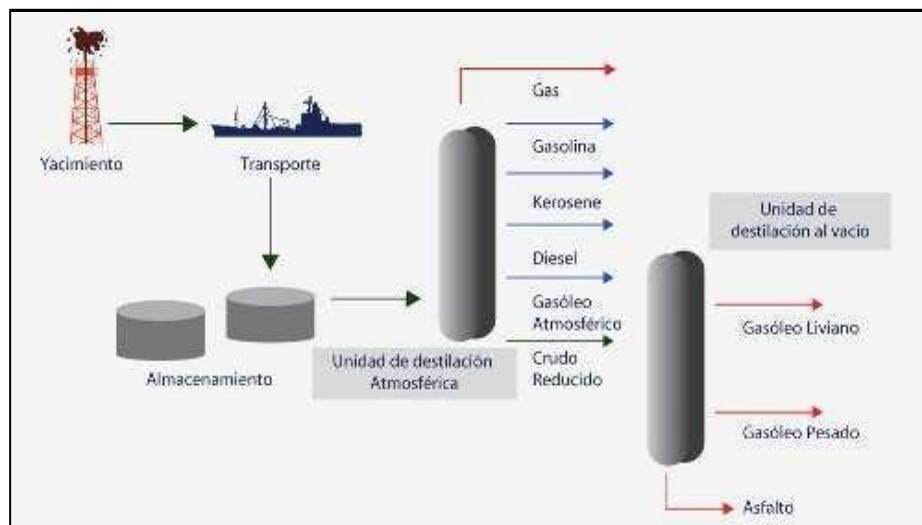 Yacimiento
Transporte
Almacenamiento
Unidad de destilación
Atmosférica
Gas
Gasolina
Kerosene
Diesel
Gasóleo
Atmosférico
Crudo
Reducido
Unidad de
destilación al vacio
Gasóleo Liviano
Gasóleo Pesado
Asfalto